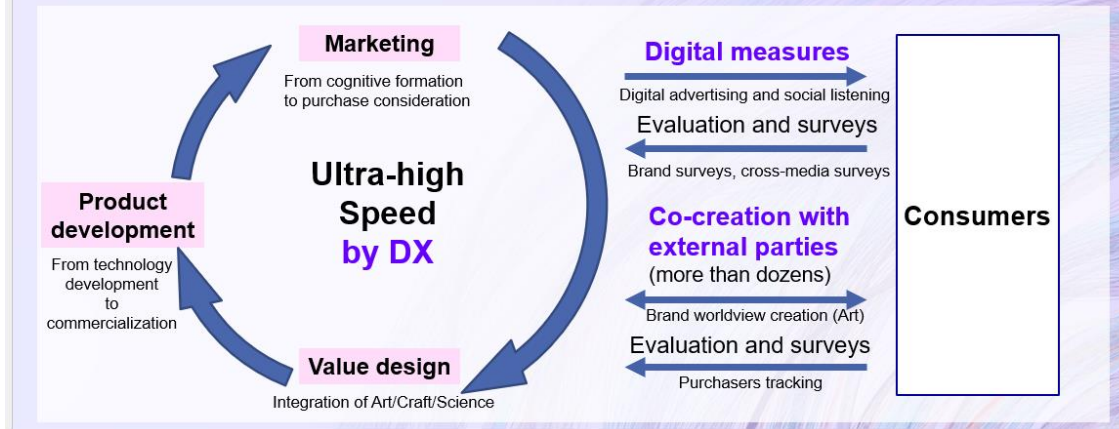 Marketing
From cognitive formation
to purchase consideration
Ultra-high
Speed
by DX
Product
development
From technology
development
to
commercialization
Value design
Integration of Art/Craft/Science
Digital measures
Digital advertising and social listening
Evaluation and surveys
Brand surveys, cross-media surveys
Co-creation with
external parties
(more than dozens)
Brand worldview creation (Art)
Evaluation and surveys
Purchasers tracking
Consumers